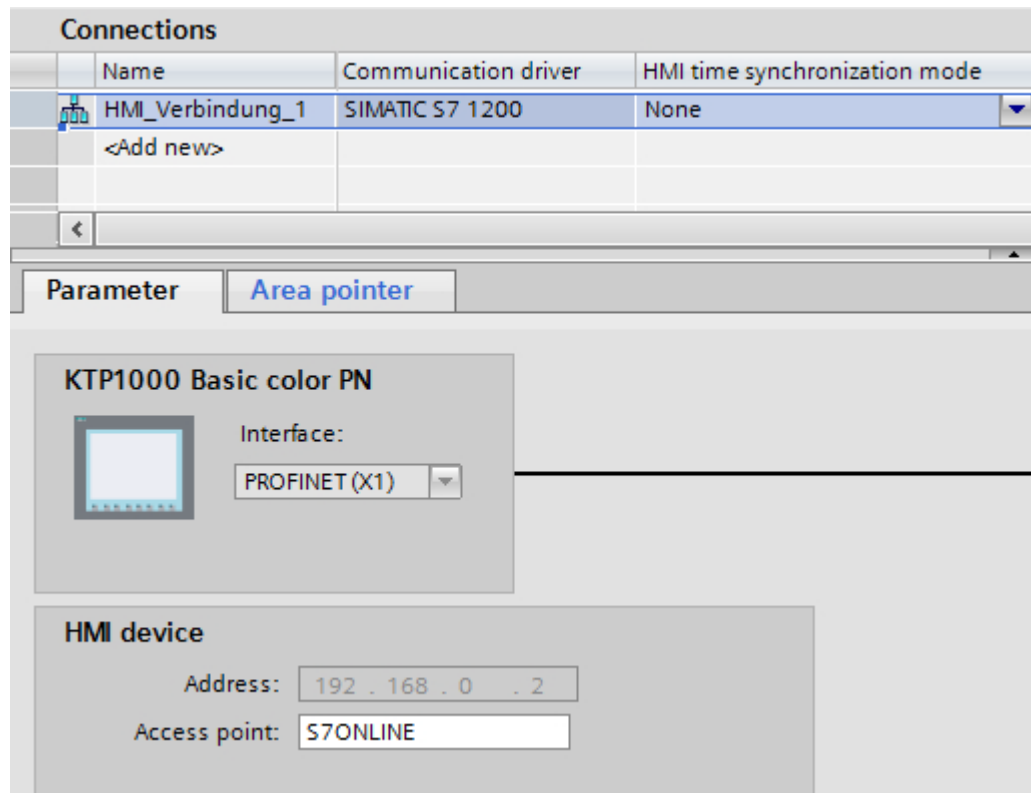 Connections
Name Communication driver HMI time synchronization mode
HMI_Verbindung_1 SIMATIC S7 1200 None
<Add new>
Parameter Area pointer
KTP1000 Basic color PN
Interface:
PROFINET (X1)
HMI device
Address: 192 . 168 . 0 . 2
Access point: S7ONLINE